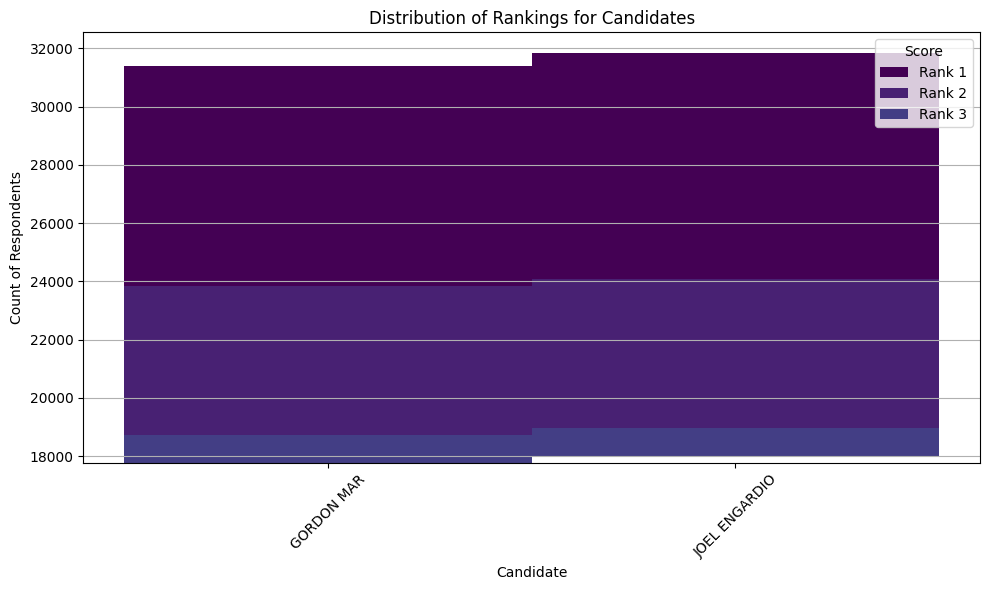 Distribution of Rankings for Candidates
Score
Rank 1
Rank 2
Rank 3
32000
30000
28000
26000
24000
22000
20000
18000
Count of Respondents
GORDON MAR
JOEL ENGARDIO
Candidate